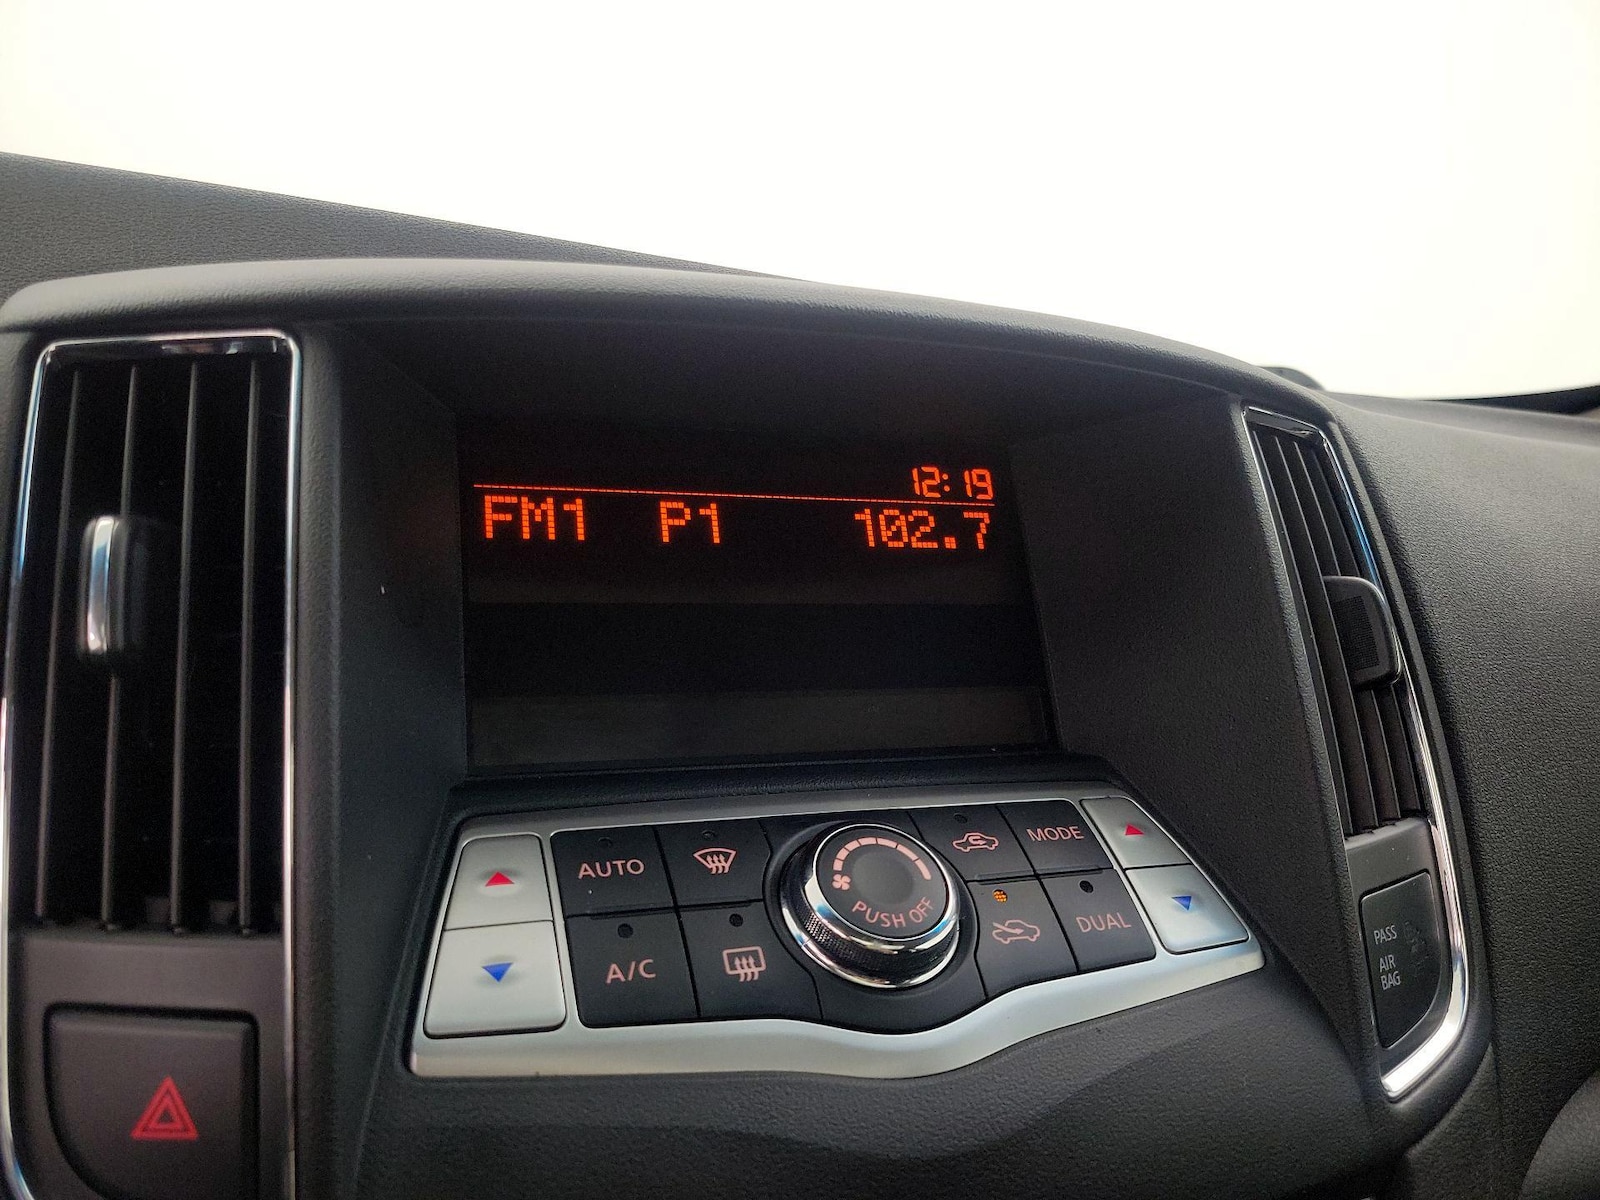 12:19
FM1 P1 102.7
AUTO
MODE
PUSH OFF
A/C
DUAL
PASS
AIR
BAG